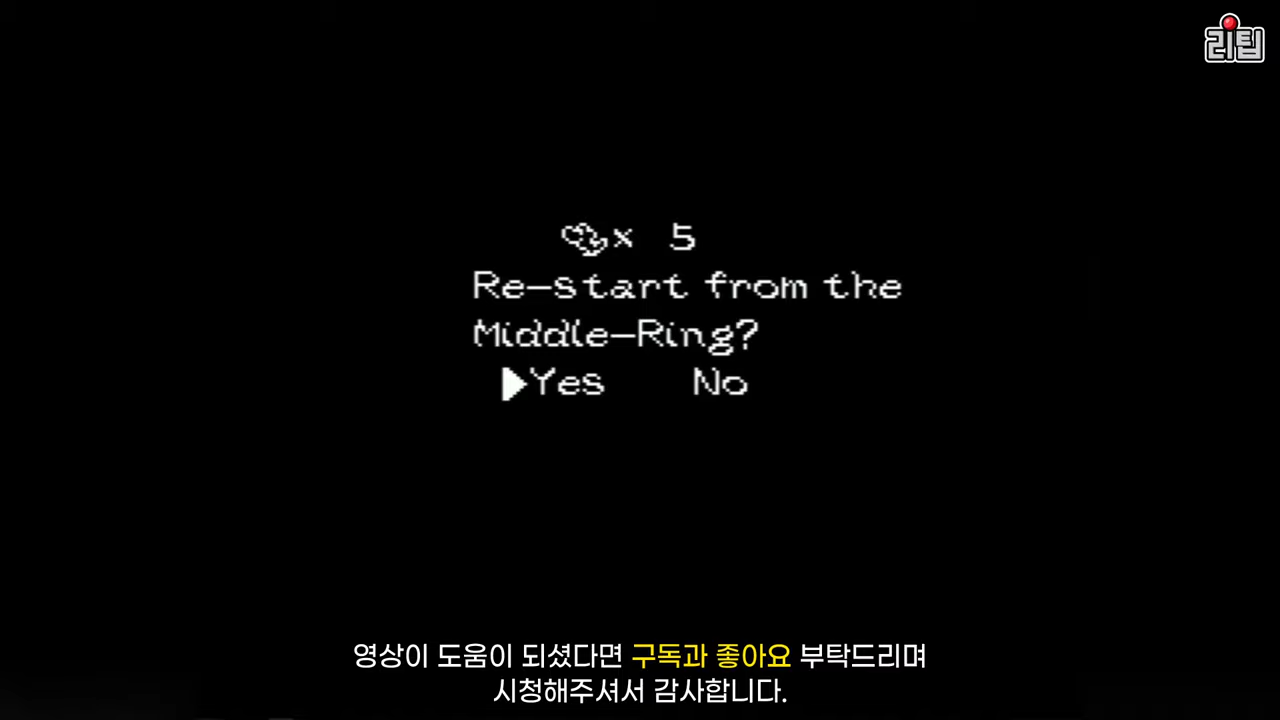 리팁
× 5
Re-start from the
Middle-Ring?
▶Yes No
영상이 도움이 되셨다면 구독과 좋아요 부탁드리며
시청해주셔서 감사합니다.